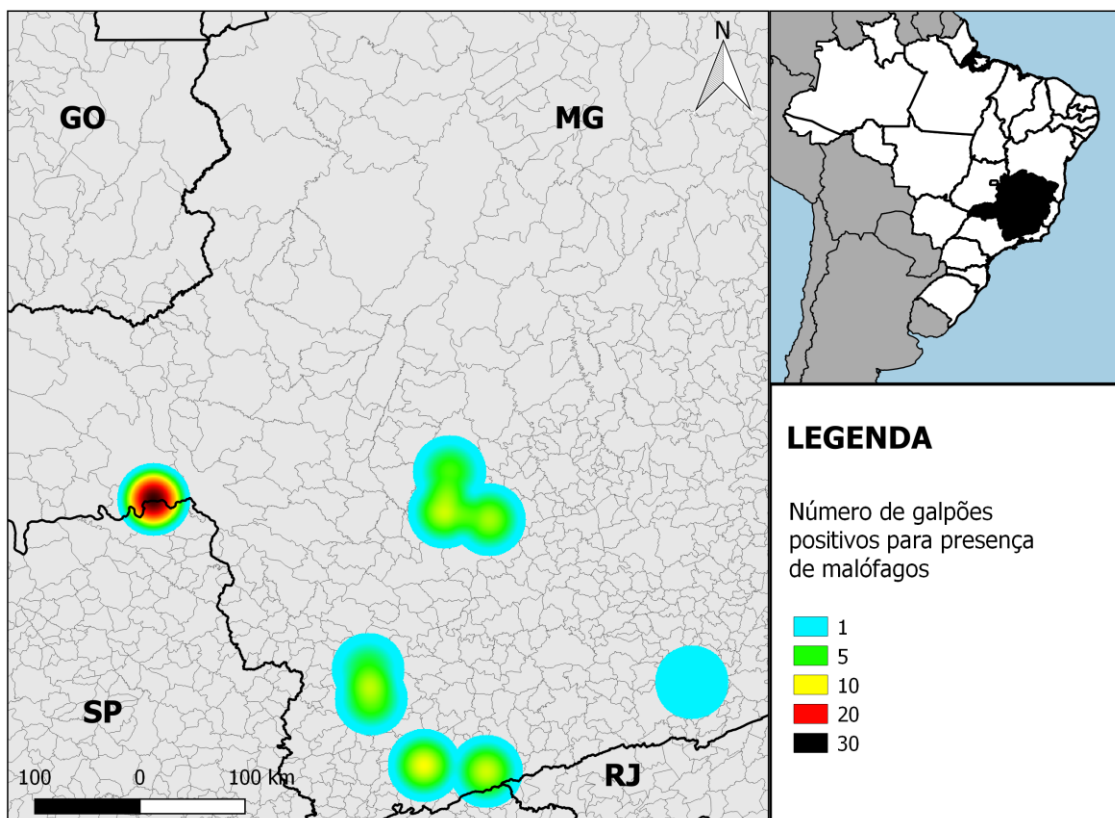 N
GO
MG
SP
RJ
100
0
100 km
LEGENDA
Número de galpões
positivos para presença
de malófagos
1
5
10
20
30